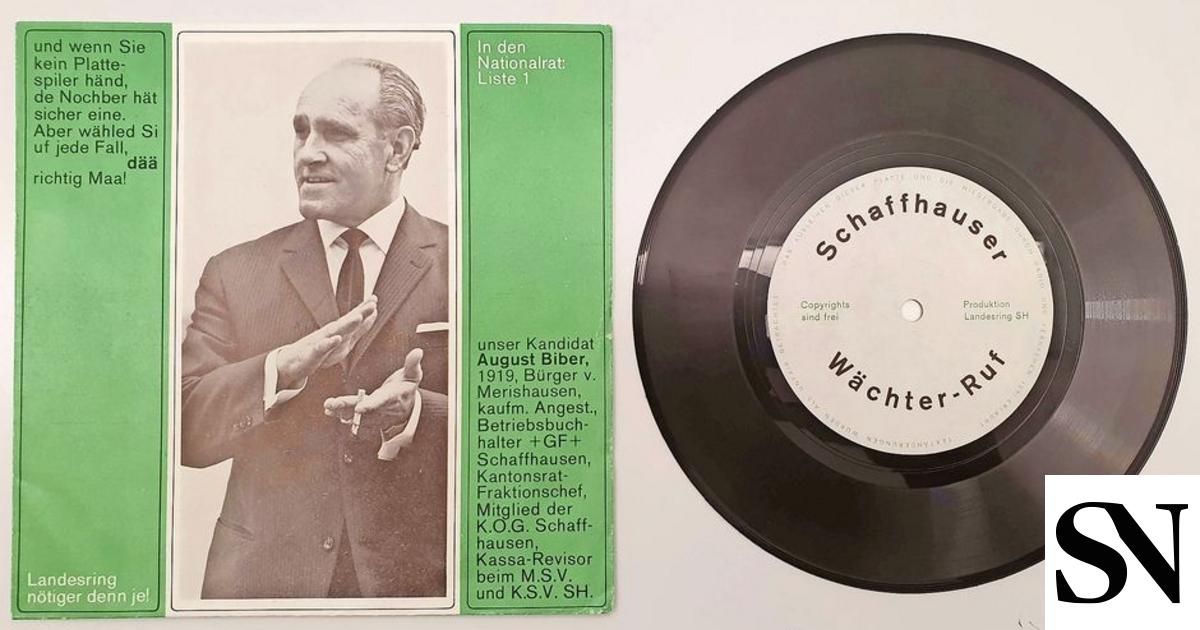 und wenn Sie
kein Platte-
spiler händ,
de Nochber hät
sicher eine.
Aber wähled Si
uf jede Fall,
dää
richtig Maa!
Landesring
nötiger denn je!
In den
Nationalrat:
Liste 1
unser Kandidat
August Biber,
1919, Bürger v.
Merishausen,
kaufm. Angest.,
Betriebsbuch-
halter +GF+
Schaffhausen,
Kantonsrat-
Fraktionschef,
Mitglied der
K.O.G. Schaff-
hausen,
Kassa-Revisor
beim M.S.V.
und K.S.V. SH.
Schaffhauser
Copyrights
sind frei
Produktion
Landesring SH
Wächter-Ruf
SN